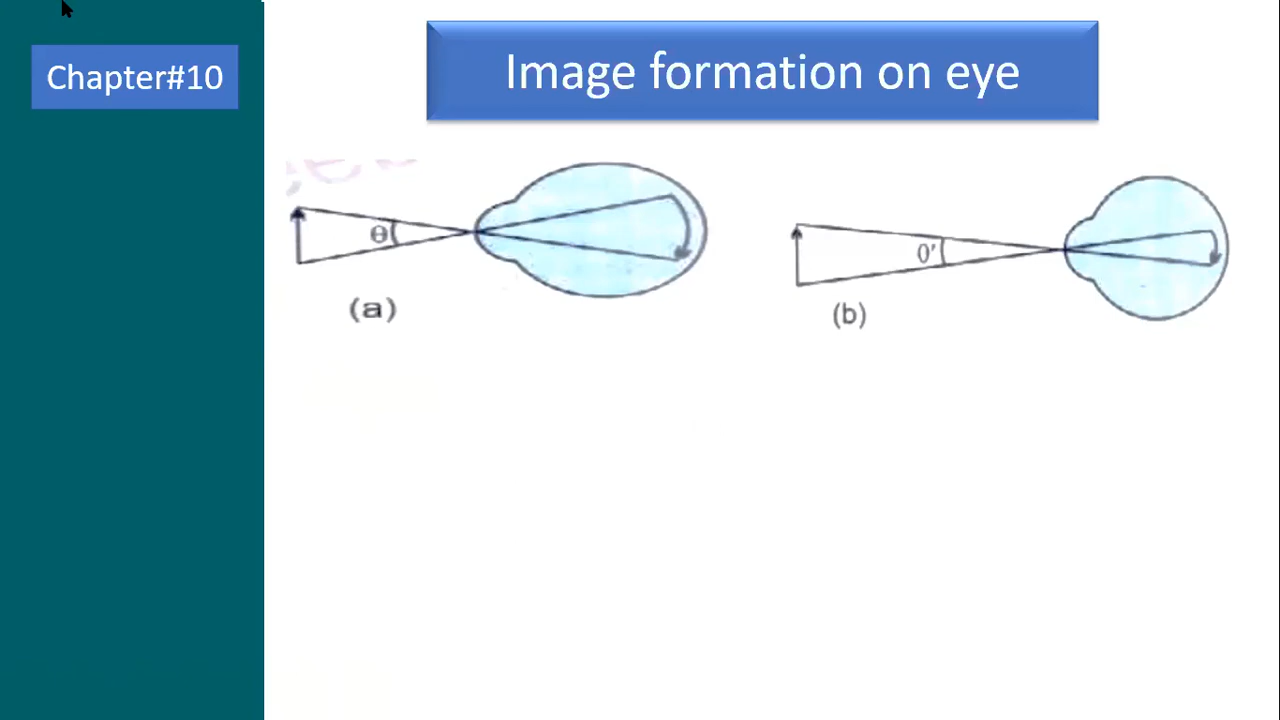 Chapter#10
Image formation on eye
θ
θ'
(a)
(b)